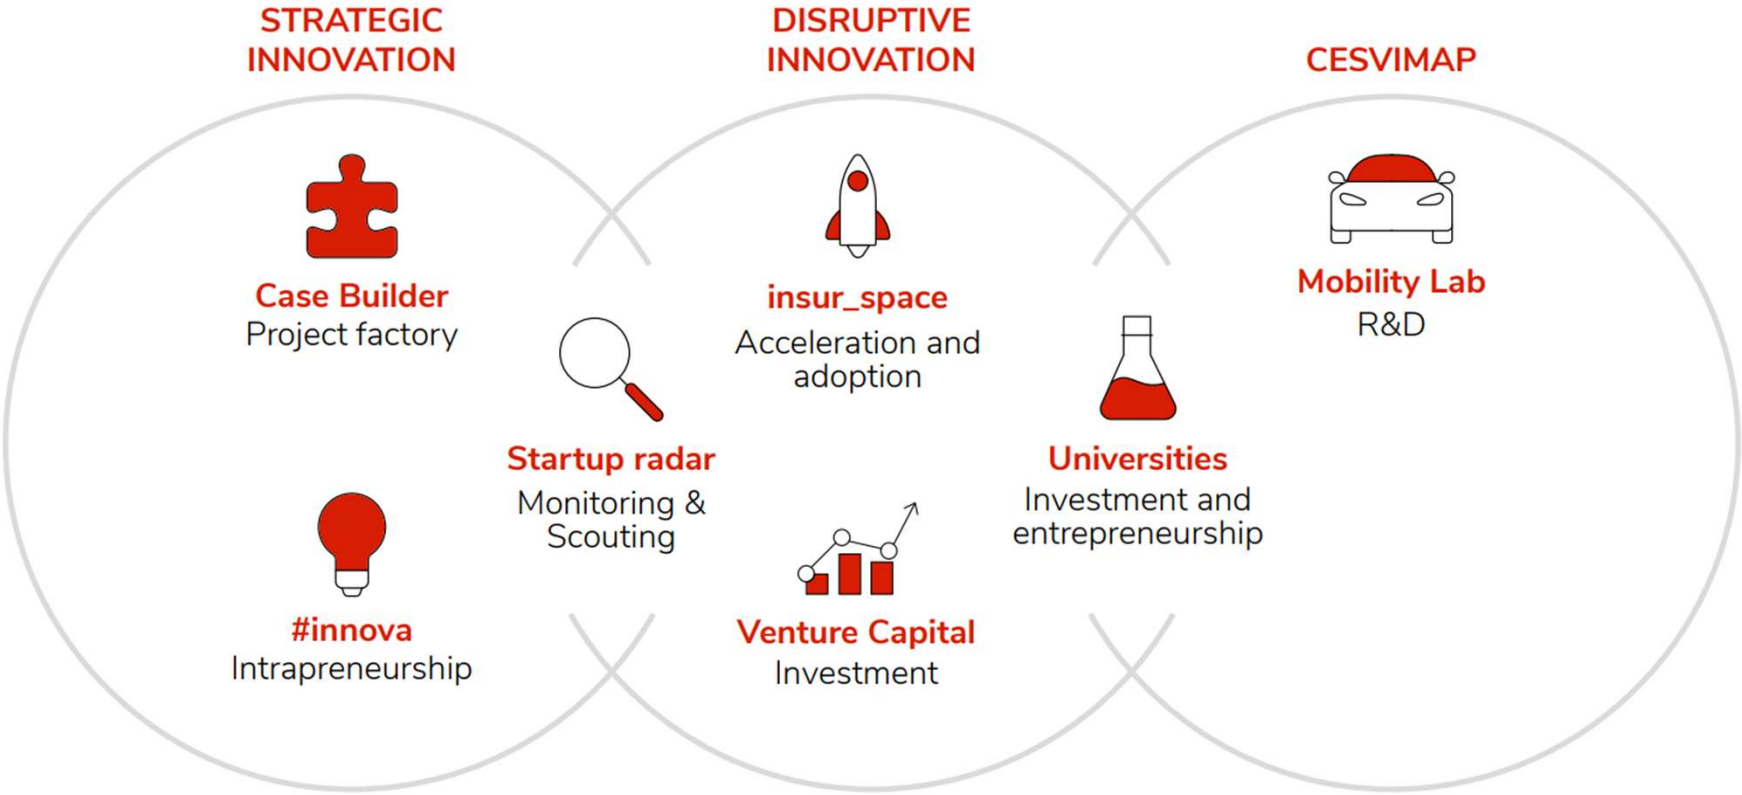 STRATEGIC
INNOVATION
DISRUPTIVE
INNOVATION
CESVIMAP
Case Builder
Project factory
#innova
Intrapreneurship
Startup radar
Monitoring &
Scouting
insur_space
Acceleration and
adoption
Venture Capital
Investment
Universities
Investment and
entrepreneurship
Mobility Lab
R&D